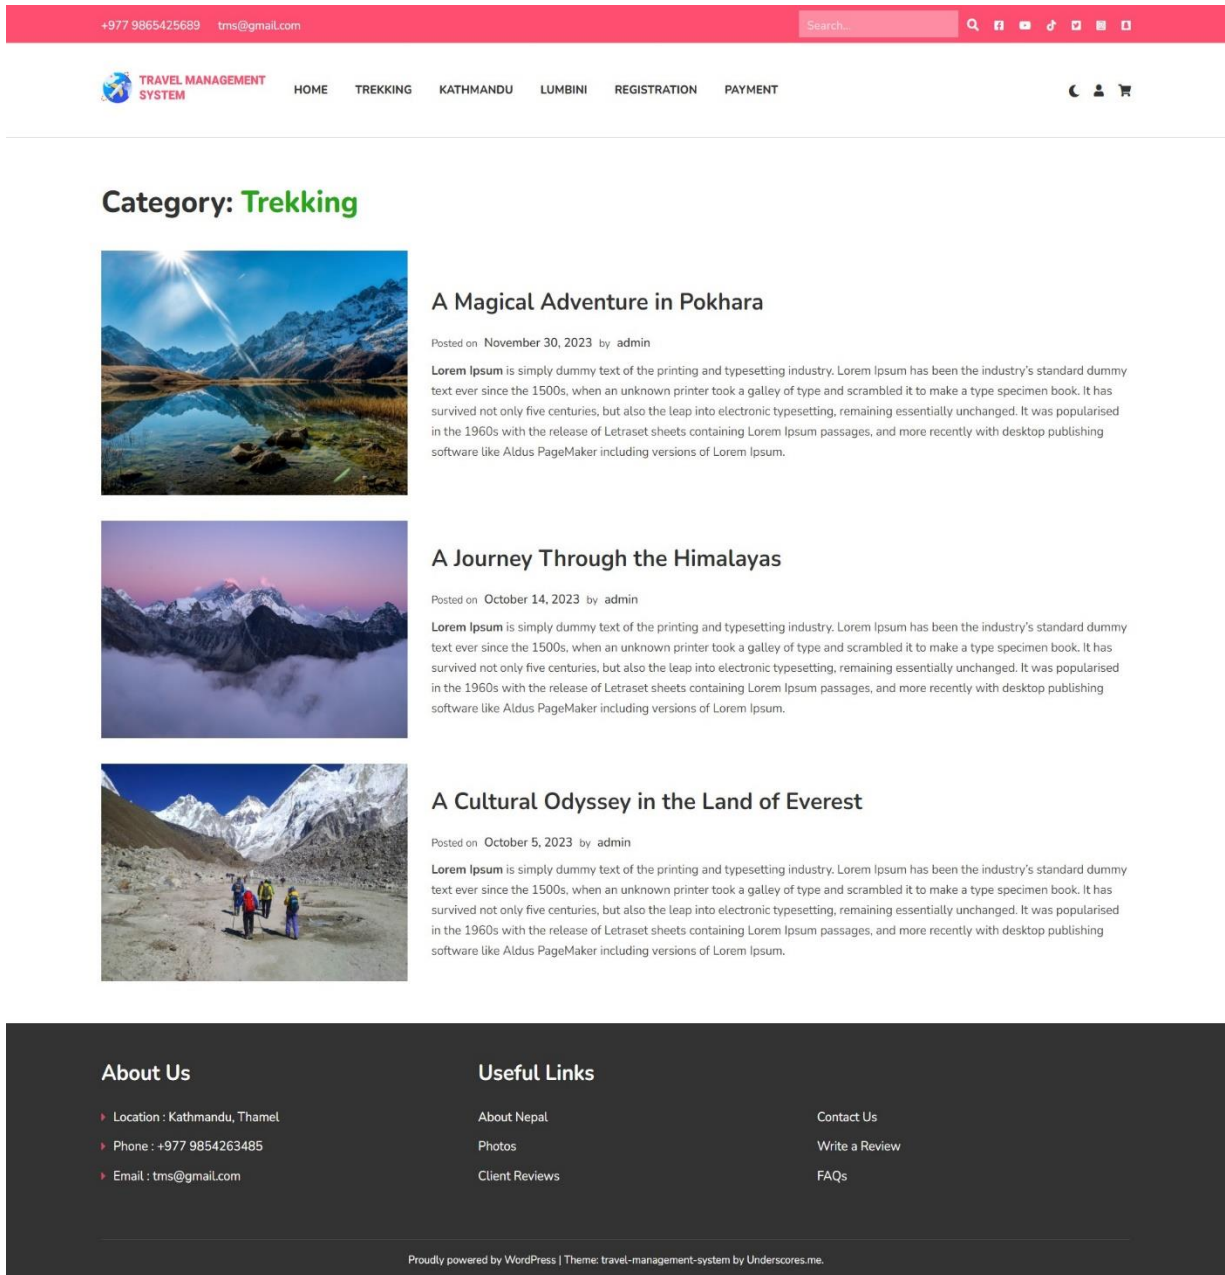 +977 9865425689 tms@gmail.com Search...
TRAVEL MANAGEMENT
SYSTEM
HOME TREKKING KATHMANDU LUMBINI REGISTRATION PAYMENT
Category: Trekking
A Magical Adventure in Pokhara
Posted on November 30, 2023 by admin
Lorem Ipsum is simply dummy text of the printing and typesetting industry. Lorem Ipsum has been the industry's standard dummy
text ever since the 1500s, when an unknown printer took a galley of type and scrambled it to make a type specimen book. It has
survived not only five centuries, but also the leap into electronic typesetting, remaining essentially unchanged. It was popularised
in the 1960s with the release of Letraset sheets containing Lorem Ipsum passages, and more recently with desktop publishing
software like Aldus PageMaker including versions of Lorem Ipsum.
A Journey Through the Himalayas
Posted on October 14, 2023 by admin
Lorem Ipsum is simply dummy text of the printing and typesetting industry. Lorem Ipsum has been the industry's standard dummy
text ever since the 1500s, when an unknown printer took a galley of type and scrambled it to make a type specimen book. It has
survived not only five centuries, but also the leap into electronic typesetting, remaining essentially unchanged. It was popularised
in the 1960s with the release of Letraset sheets containing Lorem Ipsum passages, and more recently with desktop publishing
software like Aldus PageMaker including versions of Lorem Ipsum.
A Cultural Odyssey in the Land of Everest
Posted on October 5, 2023 by admin
Lorem Ipsum is simply dummy text of the printing and typesetting industry. Lorem Ipsum has been the industry's standard dummy
text ever since the 1500s, when an unknown printer took a galley of type and scrambled it to make a type specimen book. It has
survived not only five centuries, but also the leap into electronic typesetting, remaining essentially unchanged. It was popularised
in the 1960s with the release of Letraset sheets containing Lorem Ipsum passages, and more recently with desktop publishing
software like Aldus PageMaker including versions of Lorem Ipsum.
About Us
Location : Kathmandu, Thamel
Phone : +977 9854263485
Email : tms@gmail.com
Useful Links
About Nepal
Photos
Client Reviews
Contact Us
Write a Review
FAQs
Proudly powered by WordPress | Theme: travel-management-system by Underscores.me.